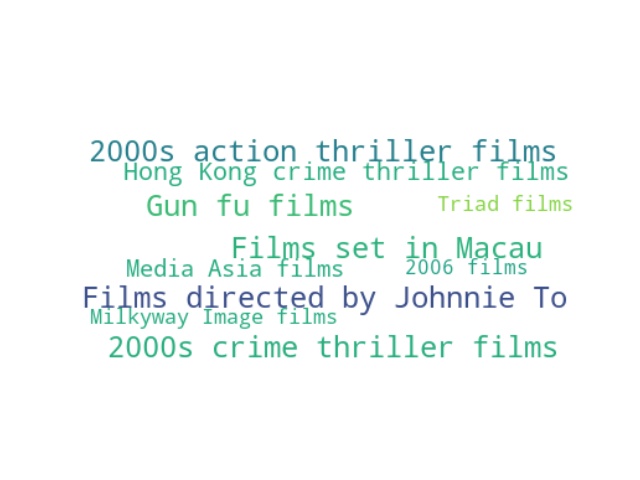 2000s action thriller films
Hong Kong crime thriller films
Gun fu films
Triad films
Films set in Macau
Media Asia films
2006 films
Films directed by Johnnie To
Milkyway Image films
2000s crime thriller films